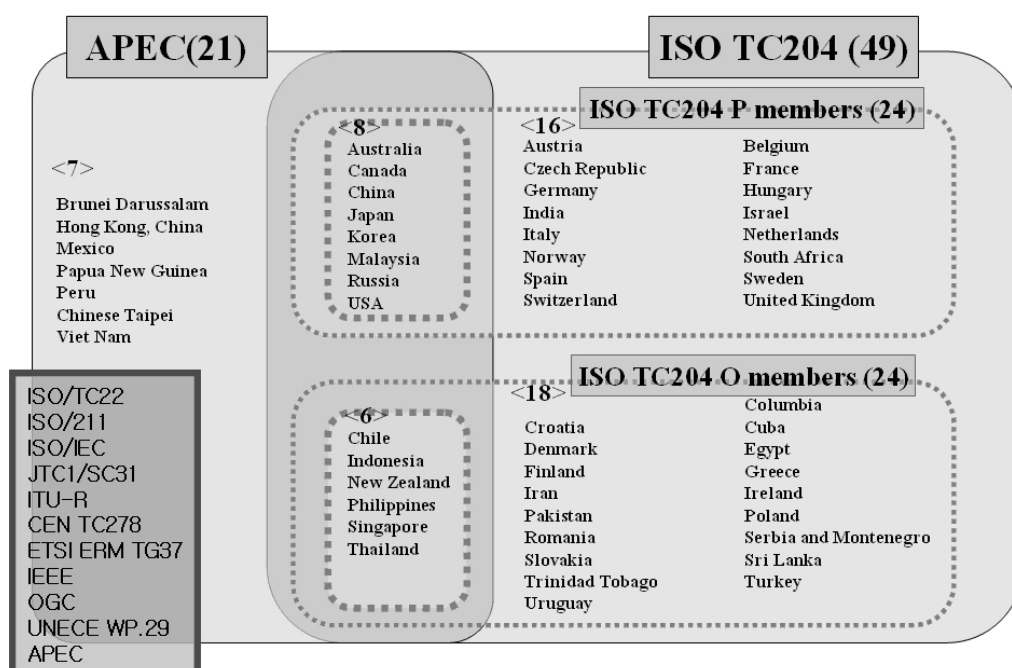 APEC(21)
ISO TC204 (49)
ISO TC204 P members (24)
<7>
Brunei Darussalam
Hong Kong, China
Mexico
Papua New Guinea
Peru
Chinese Taipei
Viet Nam
<8>
Australia
Canada
China
Japan
Korea
Malaysia
Russia
USA
<16>
Austria
Czech Republic
Germany
India
Italy
Norway
Spain
Switzerland
Belgium
France
Hungary
Israel
Netherlands
South Africa
Sweden
United Kingdom
ISO TC204 O members (24)
<6>
Chile
Indonesia
New Zealand
Philippines
Singapore
Thailand
<18>
Croatia
Denmark
Finland
Iran
Pakistan
Romania
Slovakia
Trinidad Tobago
Uruguay
Columbia
Cuba
Egypt
Greece
Ireland
Poland
Serbia and Montenegro
Sri Lanka
Turkey
ISO/TC22
ISO/211
ISO/IEC
JTC1/SC31
ITU-R
CEN TC278
ETSI ERM TG37
IEEE
OGC
UNECE WP.29
APEC